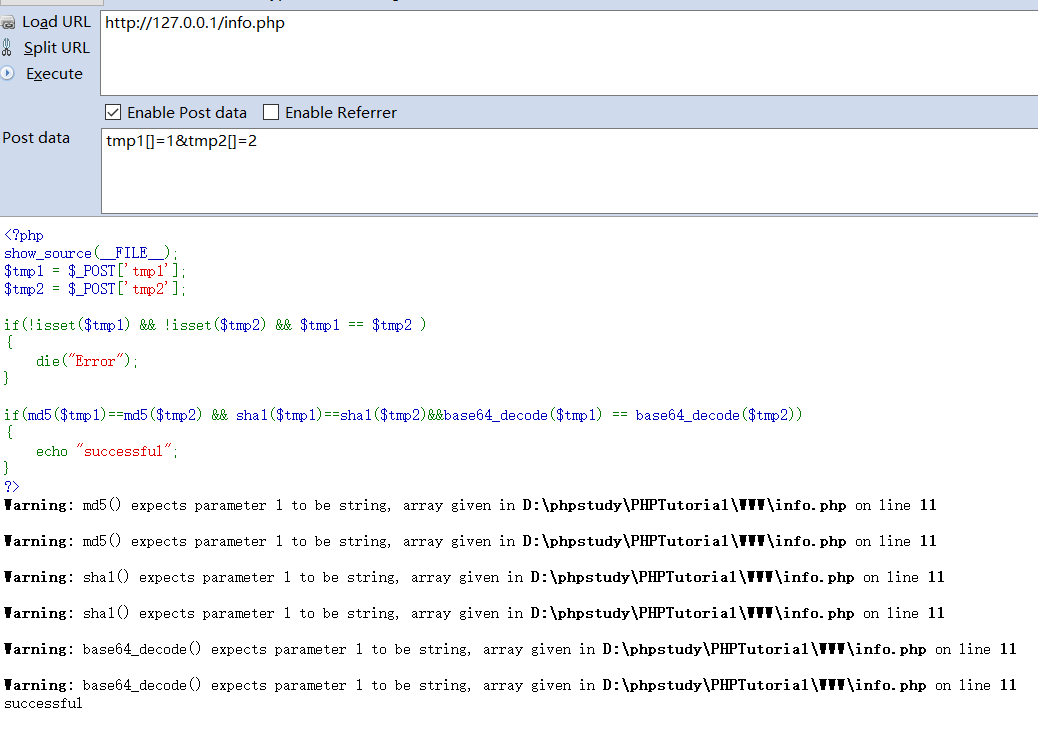 Load URL
http://127.0.0.1/info.php
Split URL
Execute
Enable Post data
Enable Referrer
Post data
tmp1[]=1&tmp2[]=2
<?php
show_source(__FILE__);
$tmp1 = $_POST['tmp1'];
$tmp2 = $_POST['tmp2'];
if(!isset($tmp1) && !isset($tmp2) && $tmp1 == $tmp2 )
{
die("Error");
}
if(md5($tmp1)==md5($tmp2) && sha1($tmp1)==sha1($tmp2)&&base64_decode($tmp1) == base64_decode($tmp2))
{
echo "successful";
}
?>
Warning: md5() expects parameter 1 to be string, array given in D:\phpstudy\PHPTutorial\WWW\info.php on line 11
Warning: md5() expects parameter 1 to be string, array given in D:\phpstudy\PHPTutorial\WWW\info.php on line 11
Warning: sha1() expects parameter 1 to be string, array given in D:\phpstudy\PHPTutorial\WWW\info.php on line 11
Warning: sha1() expects parameter 1 to be string, array given in D:\phpstudy\PHPTutorial\WWW\info.php on line 11
Warning: base64_decode() expects parameter 1 to be string, array given in D:\phpstudy\PHPTutorial\WWW\info.php on line 11
Warning: base64_decode() expects parameter 1 to be string, array given in D:\phpstudy\PHPTutorial\WWW\info.php on line 11
successful